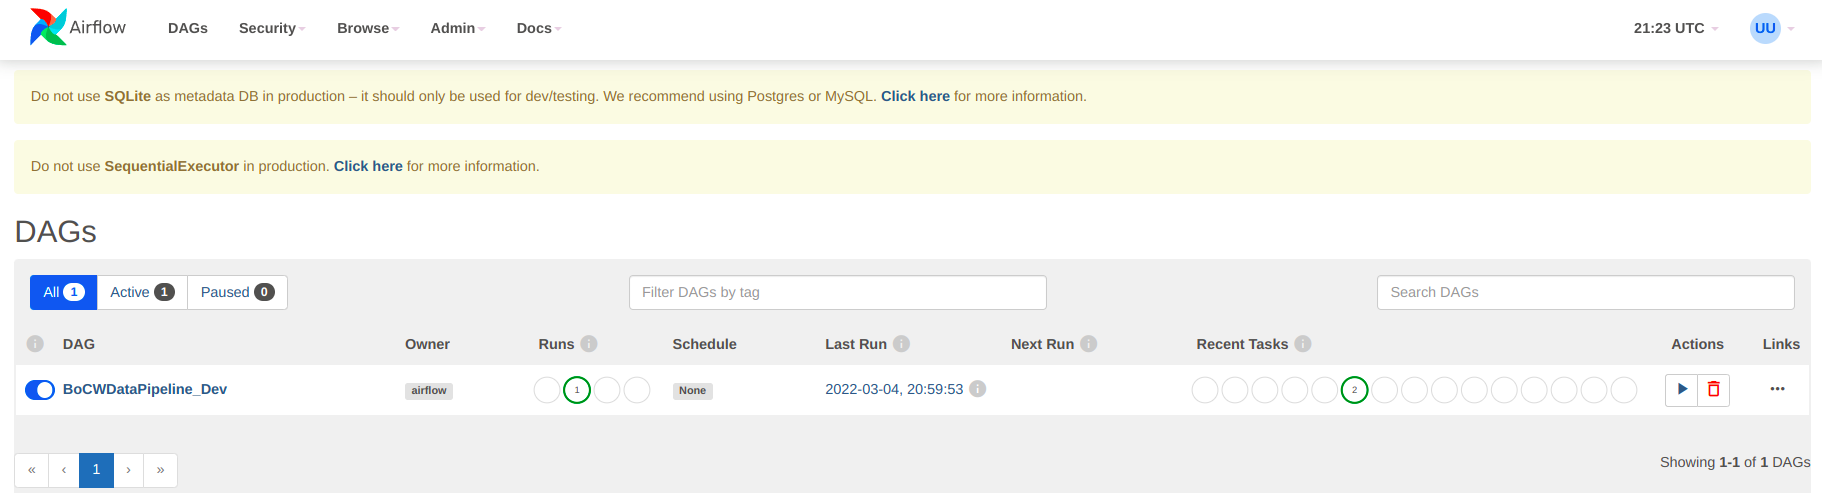 Airflow DAGs Security Browse Admin Docs 21:23 UTC UU
Do not use SQLite as metadata DB in production – it should only be used for dev/testing. We recommend using Postgres or MySQL. Click here for more information.
Do not use SequentialExecutor in production. Click here for more information.
DAGs
All 1 Active 1 Paused 0 Filter DAGs by tag Search DAGs
i DAG Owner Runs i Schedule Last Run i Next Run i Recent Tasks i Actions Links
BoCWDataPipeline_Dev airflow 1 None 2022-03-04, 20:59:53 i 2 ...
« ‹ 1 › » Showing 1-1 of 1 DAGs